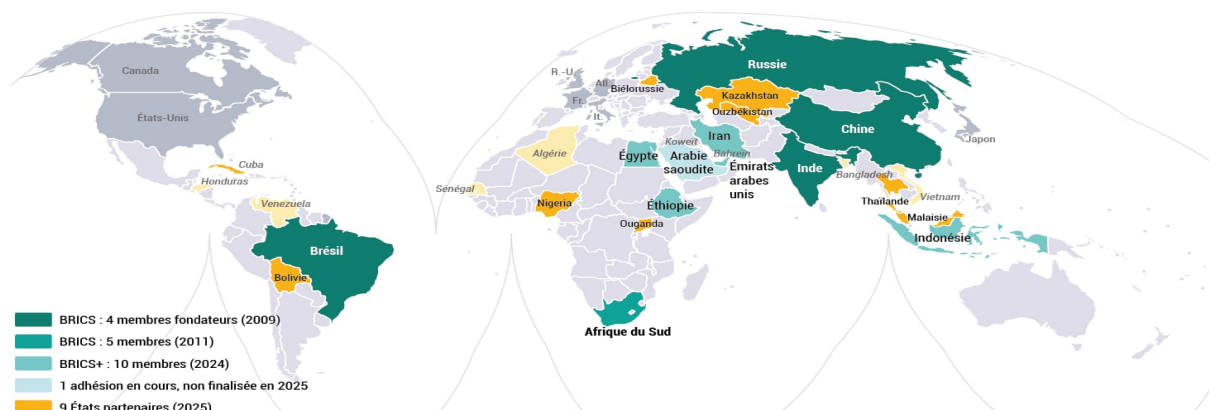 Canada
États-Unis
Cuba
Honduras
Venezuela
Brésil
Bolivie
R.-U.
All.
Fr.
It.
Biélorussie
Russie
Kazakhstan
Ouzbékistan
Chine
Japon
Algérie
Sénégal
Égypte
Koweit
Iran
Bahrein
Arabie
saoudite
Émirats
arabes
unis
Inde
Bangladesh
Vietnam
Thaïlande
Malaisie
Indonésie
Nigeria
Éthiopie
Ouganda
Afrique du Sud
BRICS : 4 membres fondateurs (2009)
BRICS : 5 membres (2011)
BRICS+ : 10 membres (2024)
1 adhésion en cours, non finalisée en 2025
9 États partenaires (2025)